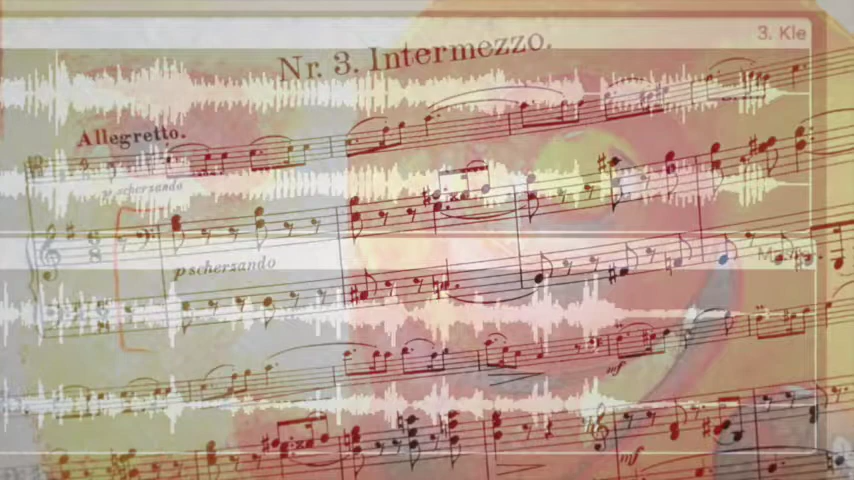 3. Kle
Nr. 3. Intermezzo.
Allegretto.
p scherzando
p scherzando
mf
mf